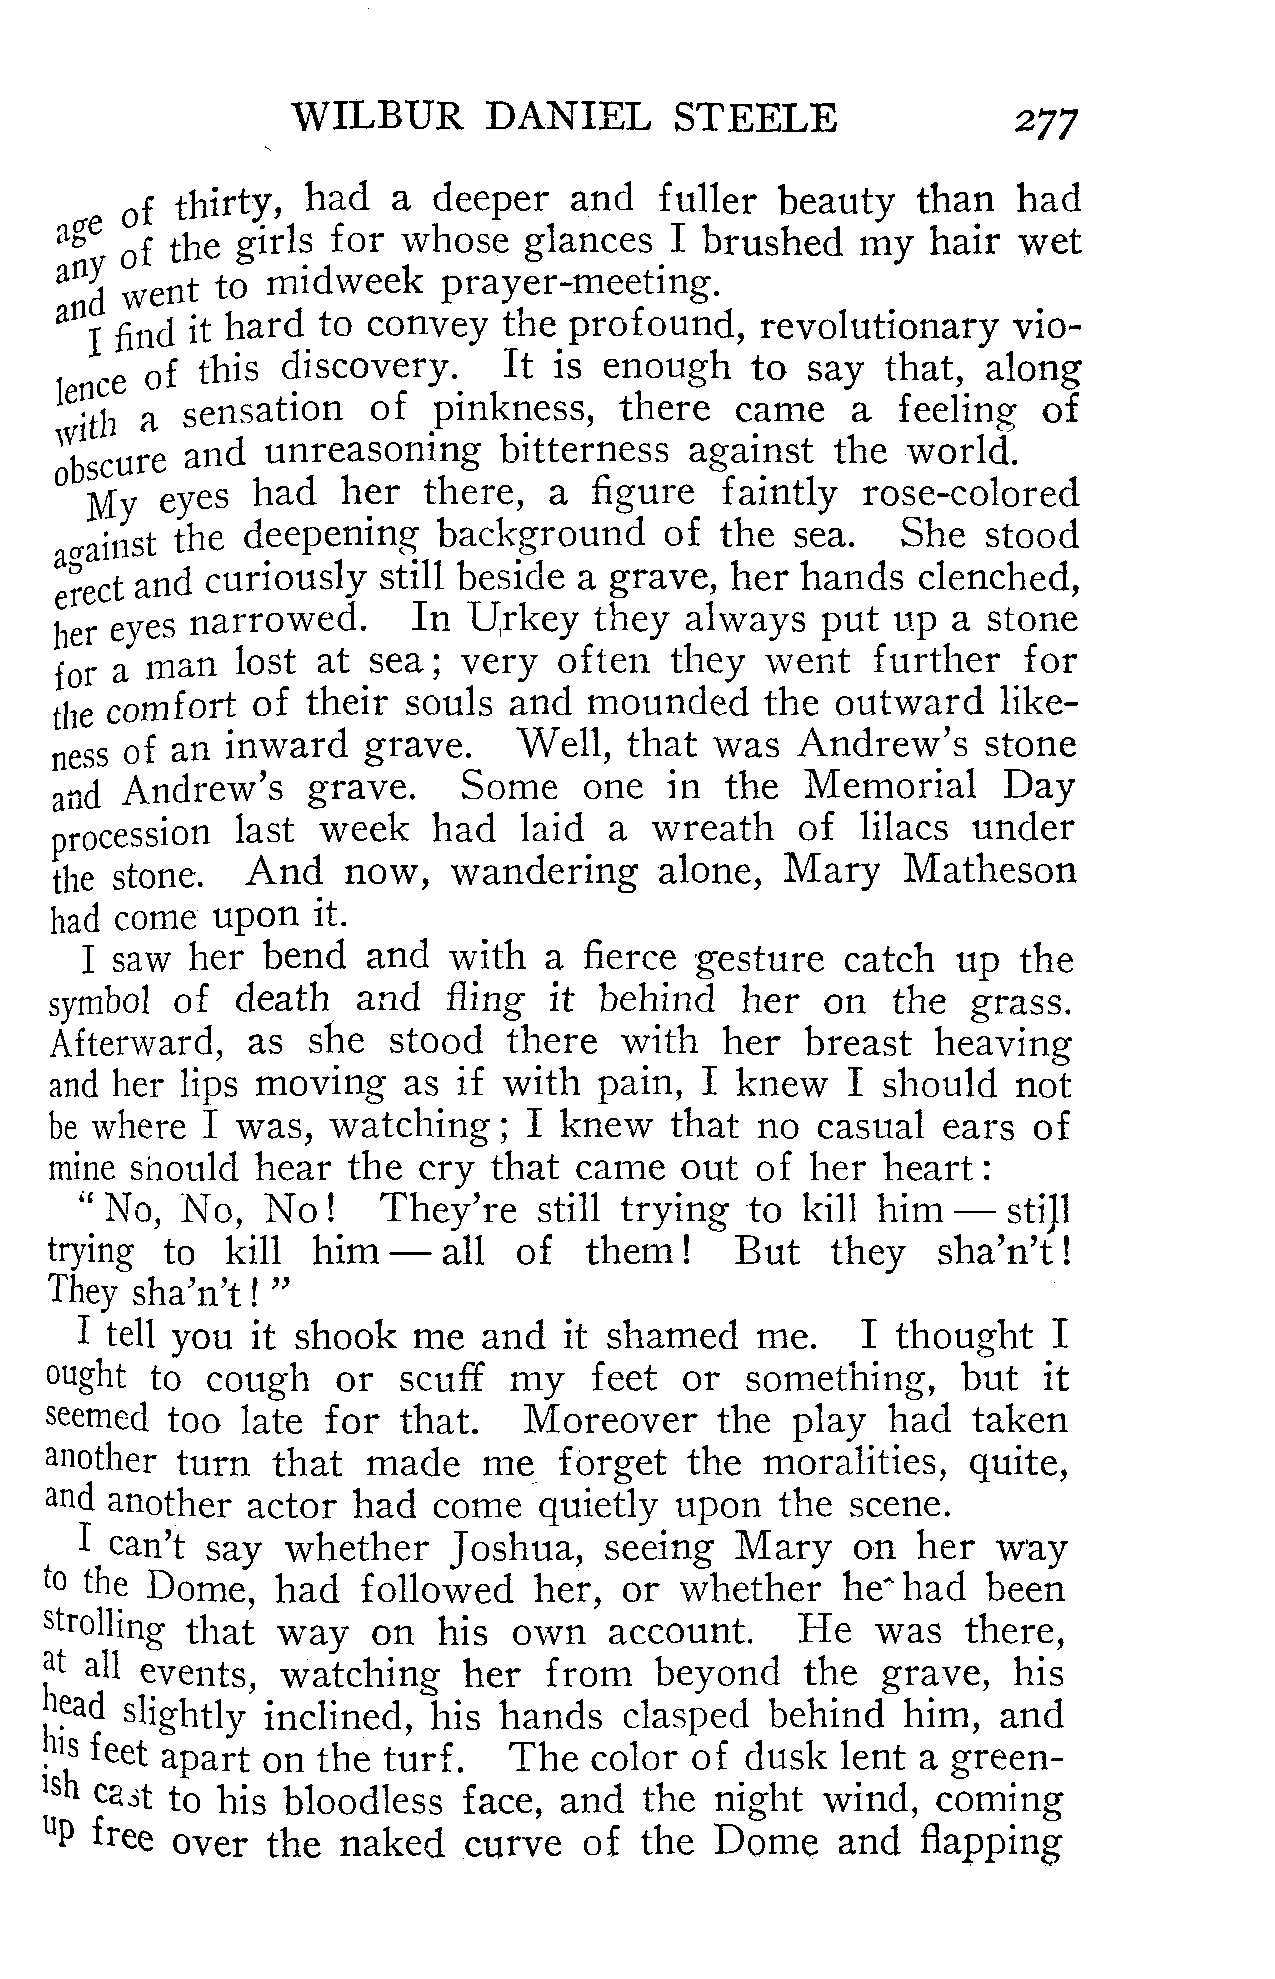 WILBUR DANIEL STEELE 277
age of thirty, had a deeper and fuller beauty than had
any of the girls for whose glances I brushed my hair wet
and went to midweek prayer-meeting.
I find it hard to convey the profound, revolutionary vio-
lence of this discovery. It is enough to say that, along
with a sensation of pinkness, there came a feeling of
obscure and unreasoning bitterness against the world.
My eyes had her there, a figure faintly rose-colored
against the deepening background of the sea. She stood
erect and curiously still beside a grave, her hands clenched,
her eyes narrowed. In Urkey they always put up a stone
for a man lost at sea; very often they went further for
the comfort of their souls and mounded the outward like-
ness of an inward grave. Well, that was Andrew's stone
and Andrew's grave. Some one in the Memorial Day
procession last week had laid a wreath of lilacs under
the stone. And now, wandering alone, Mary Matheson
had come upon it.
I saw her bend and with a fierce gesture catch up the
symbol of death and fling it behind her on the grass.
Afterward, as she stood there with her breast heaving
and her lips moving as if with pain, I knew I should not
be where I was, watching; I knew that no casual ears of
mine should hear the cry that came out of her heart:
"No, No, No! They're still trying to kill him — still
trying to kill him — all of them! But they sha'n't!
They sha'n't!"
I tell you it shook me and it shamed me. I thought I
ought to cough or scuff my feet or something, but it
seemed too late for that. Moreover the play had taken
another turn that made me forget the moralities, quite,
and another actor had come quietly upon the scene.
I can't say whether Joshua, seeing Mary on her way
to the Dome, had followed her, or whether he had been
strolling that way on his own account. He was there,
at all events, watching her from beyond the grave, his
head slightly inclined, his hands clasped behind him, and
his feet apart on the turf. The color of dusk lent a green-
ish cast to his bloodless face, and the night wind, coming
up free over the naked curve of the Dome and flapping